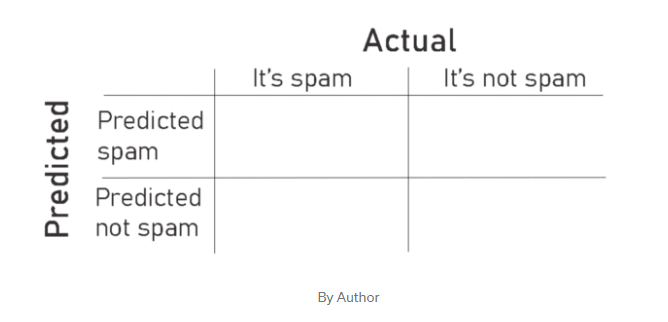 Actual
It's spam
It's not spam
Predicted
Predicted
spam
Predicted
not spam
By Author